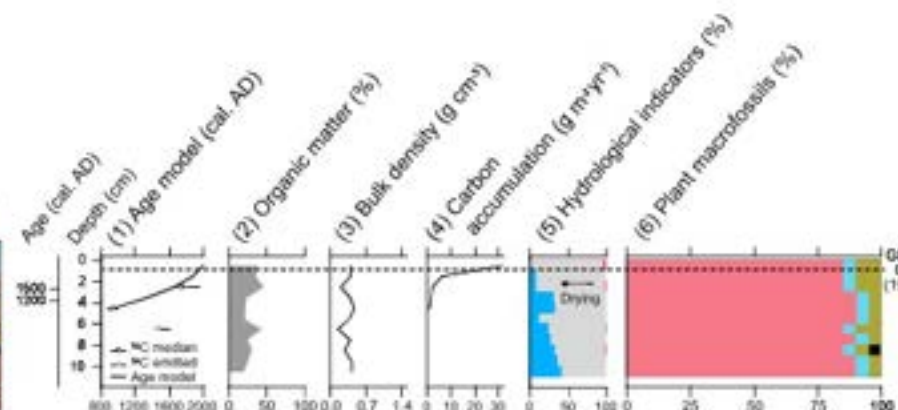 Age (cal. AD)
Depth (cm)
(1) Age model (cal. AD)
(2) Organic matter (%)
(3) Bulk density (g cm⁻³)
(4) Carbon
accumulation (g m⁻²yr⁻¹)
(5) Hydrological indicators (%)
(6) Plant macrofossils (%)
0
2
4
6
8
10
1500
1300
Drying
¹⁴C median
¹⁴C emitted
Age model
800 1200 1600 2000
0 50 100
0.0 0.7 1.4
0 10 20 30
0 50 100
0 25 50 75 100